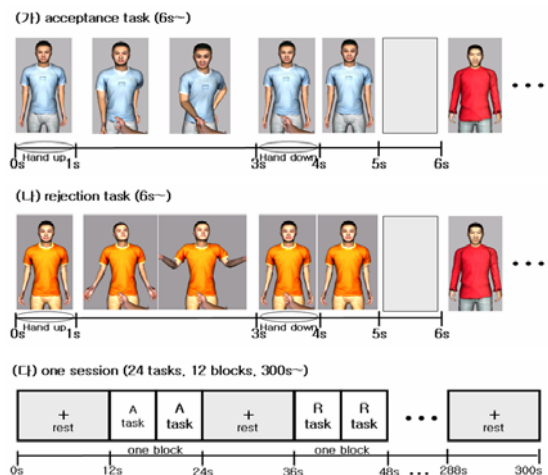 (가) acceptance task (6s~)
Hand up
Hand down
0s 1s 3s 4s 5s 6s
(나) rejection task (6s~)
Hand up
Hand down
0s 1s 3s 4s 5s 6s
(다) one session (24 tasks, 12 blocks, 300s~)
+ rest
A task
A task
+ rest
R task
R task
+ rest
one block
one block
0s 12s 24s 36s 48s ... 288s 300s